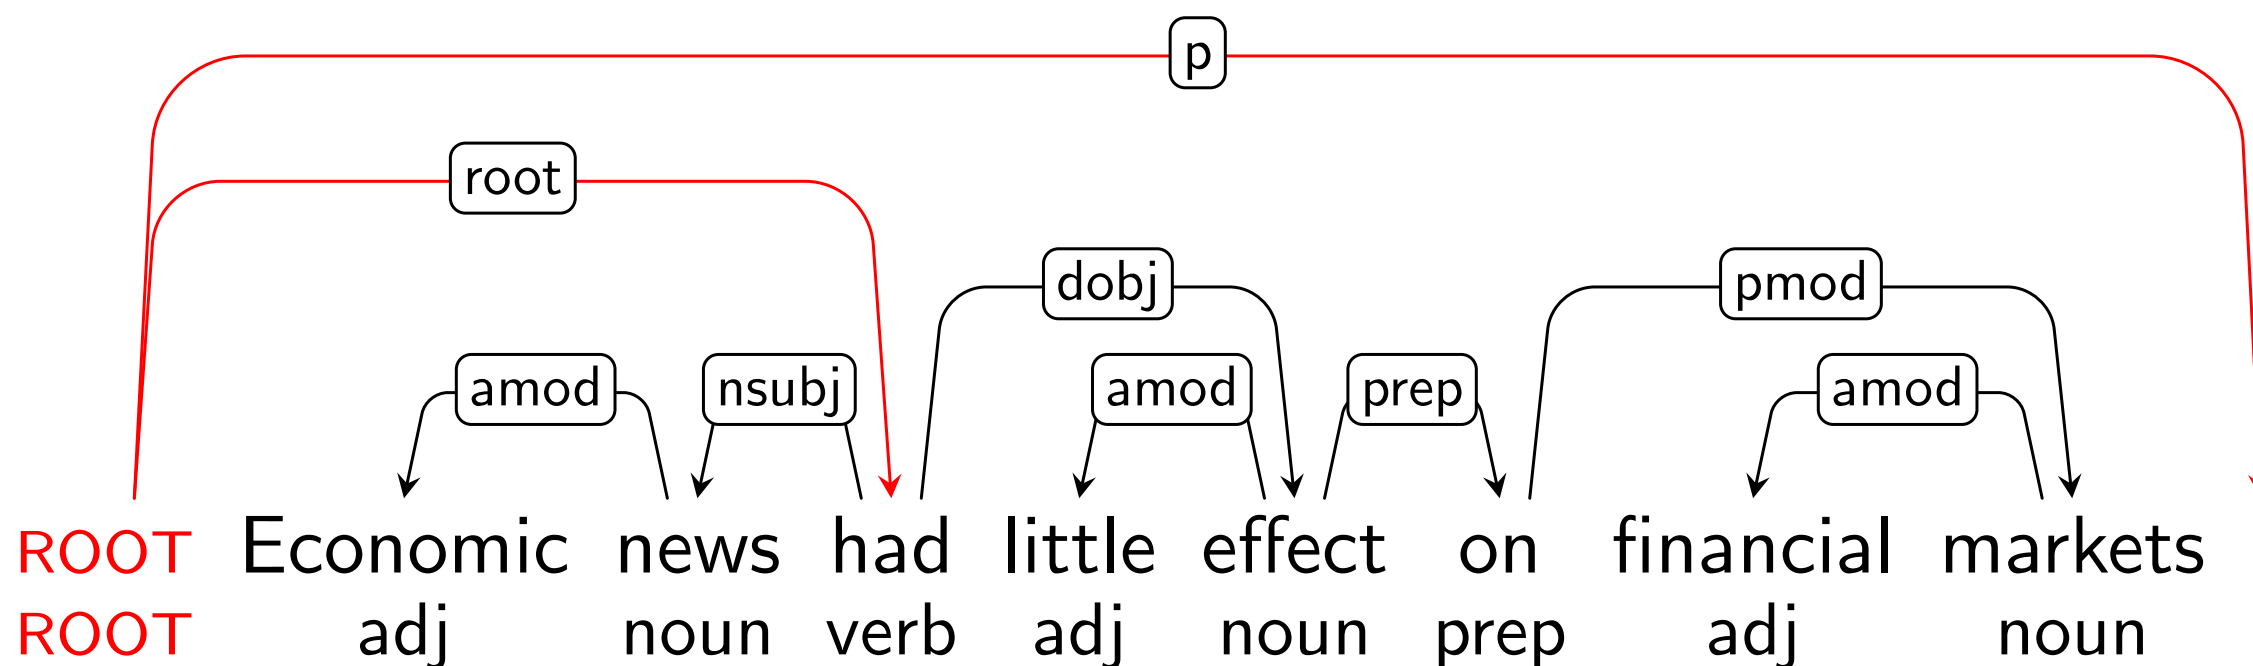 p
root
dobj pmod
amod nsubj amod prep amod
ROOT Economic news had little effect on financial markets
ROOT adj noun verb adj noun prep adj noun